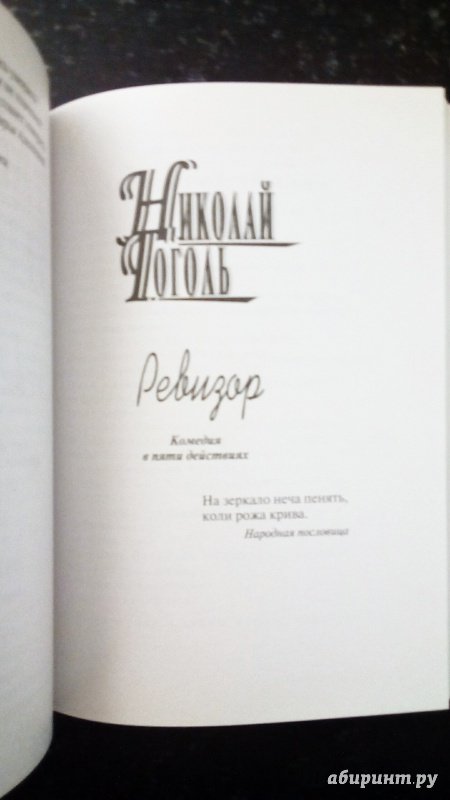 Николай
Гоголь
Ревизор
Комедия
в пяти действиях
На зеркало неча пенять,
коли рожа крива.
Народная пословица
абиринт.ру